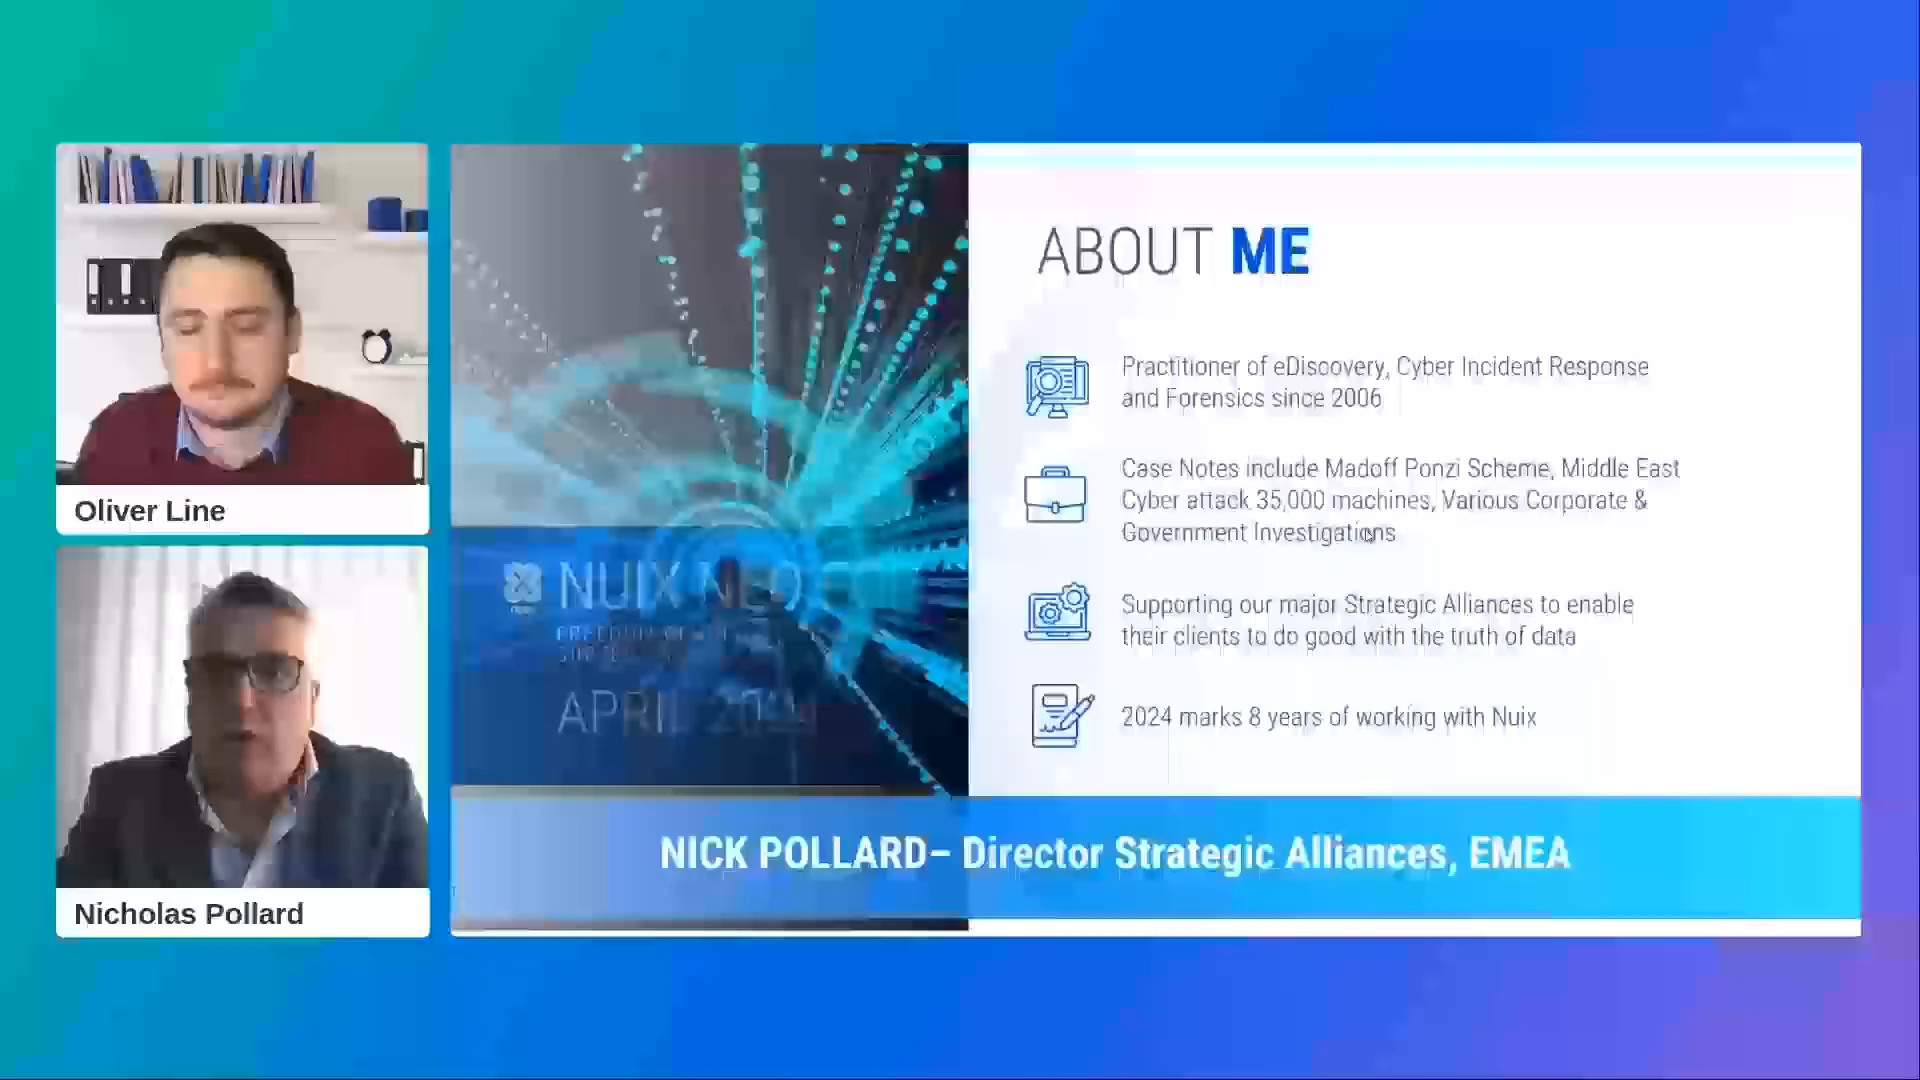 Oliver Line
Nicholas Pollard
NUIX NEO
APRIL
ABOUT ME
Practitioner of eDiscovery, Cyber Incident Response
and Forensics since 2006
Case Notes include Madoff Ponzi Scheme, Middle East
Cyber attack 35,000 machines, Various Corporate &
Government Investigations
Supporting our major Strategic Alliances to enable
their clients to do good with the truth of data
2024 marks 8 years of working with Nuix
NICK POLLARD– Director Strategic Alliances, EMEA